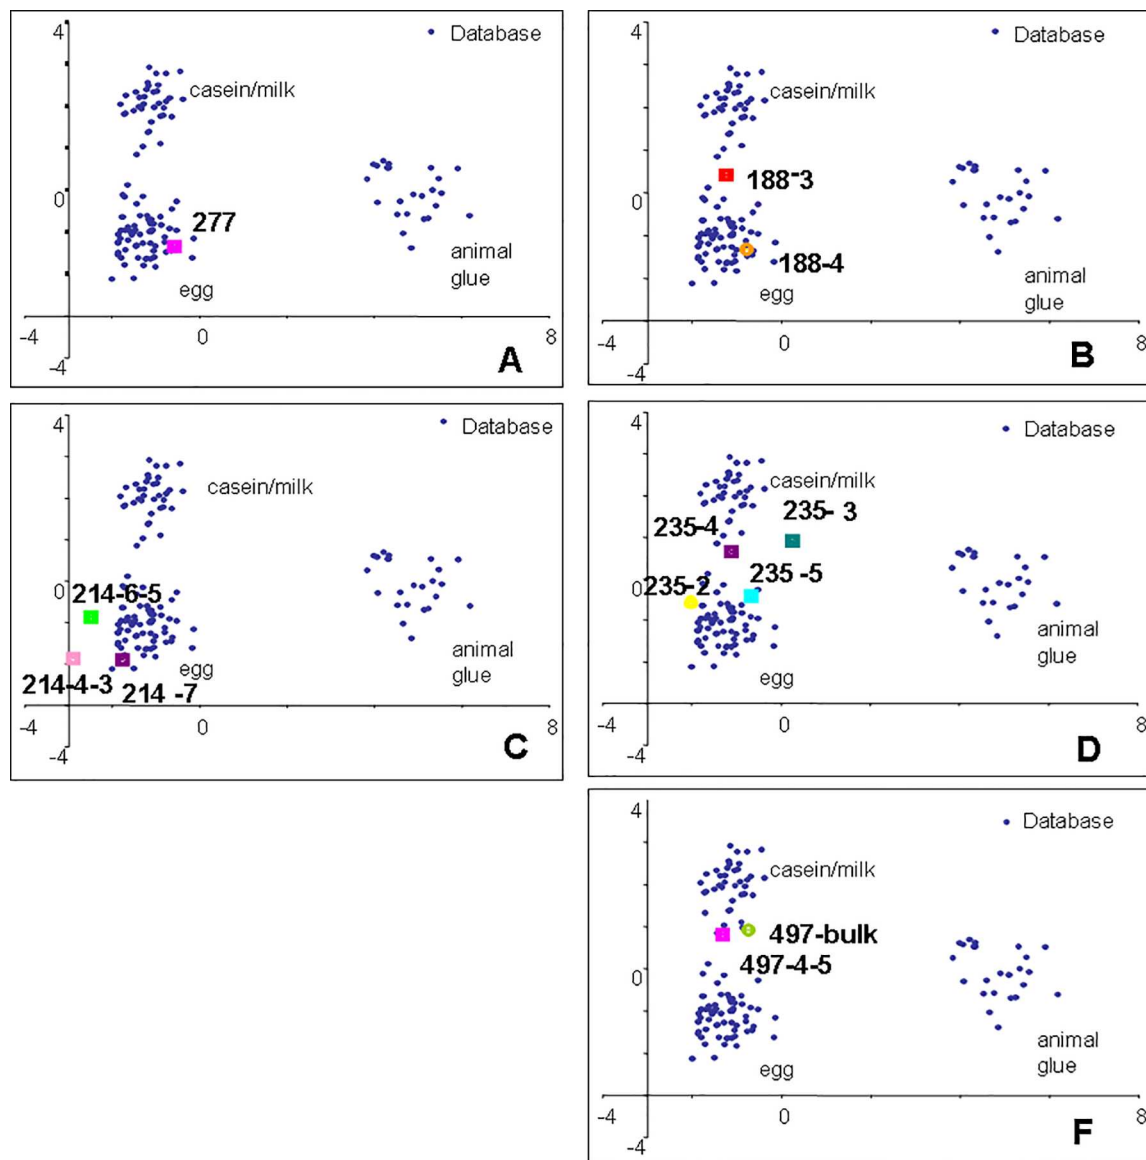 4
Database
casein/milk
0
277
animal
glue
egg
-4
0
8
-4
A
4
Database
casein/milk
188-3
0
188-4
animal
glue
egg
-4
0
8
-4
B
4
Database
casein/milk
0
214-6-5
animal
glue
egg
214-4-3
214-7
-4
0
8
-4
C
4
Database
casein/milk
235-3
235-4
235-5
0
235-2
animal
glue
egg
-4
0
8
-4
D
4
Database
casein/milk
497-bulk
497-4-5
0
animal
glue
egg
-4
0
8
-4
F